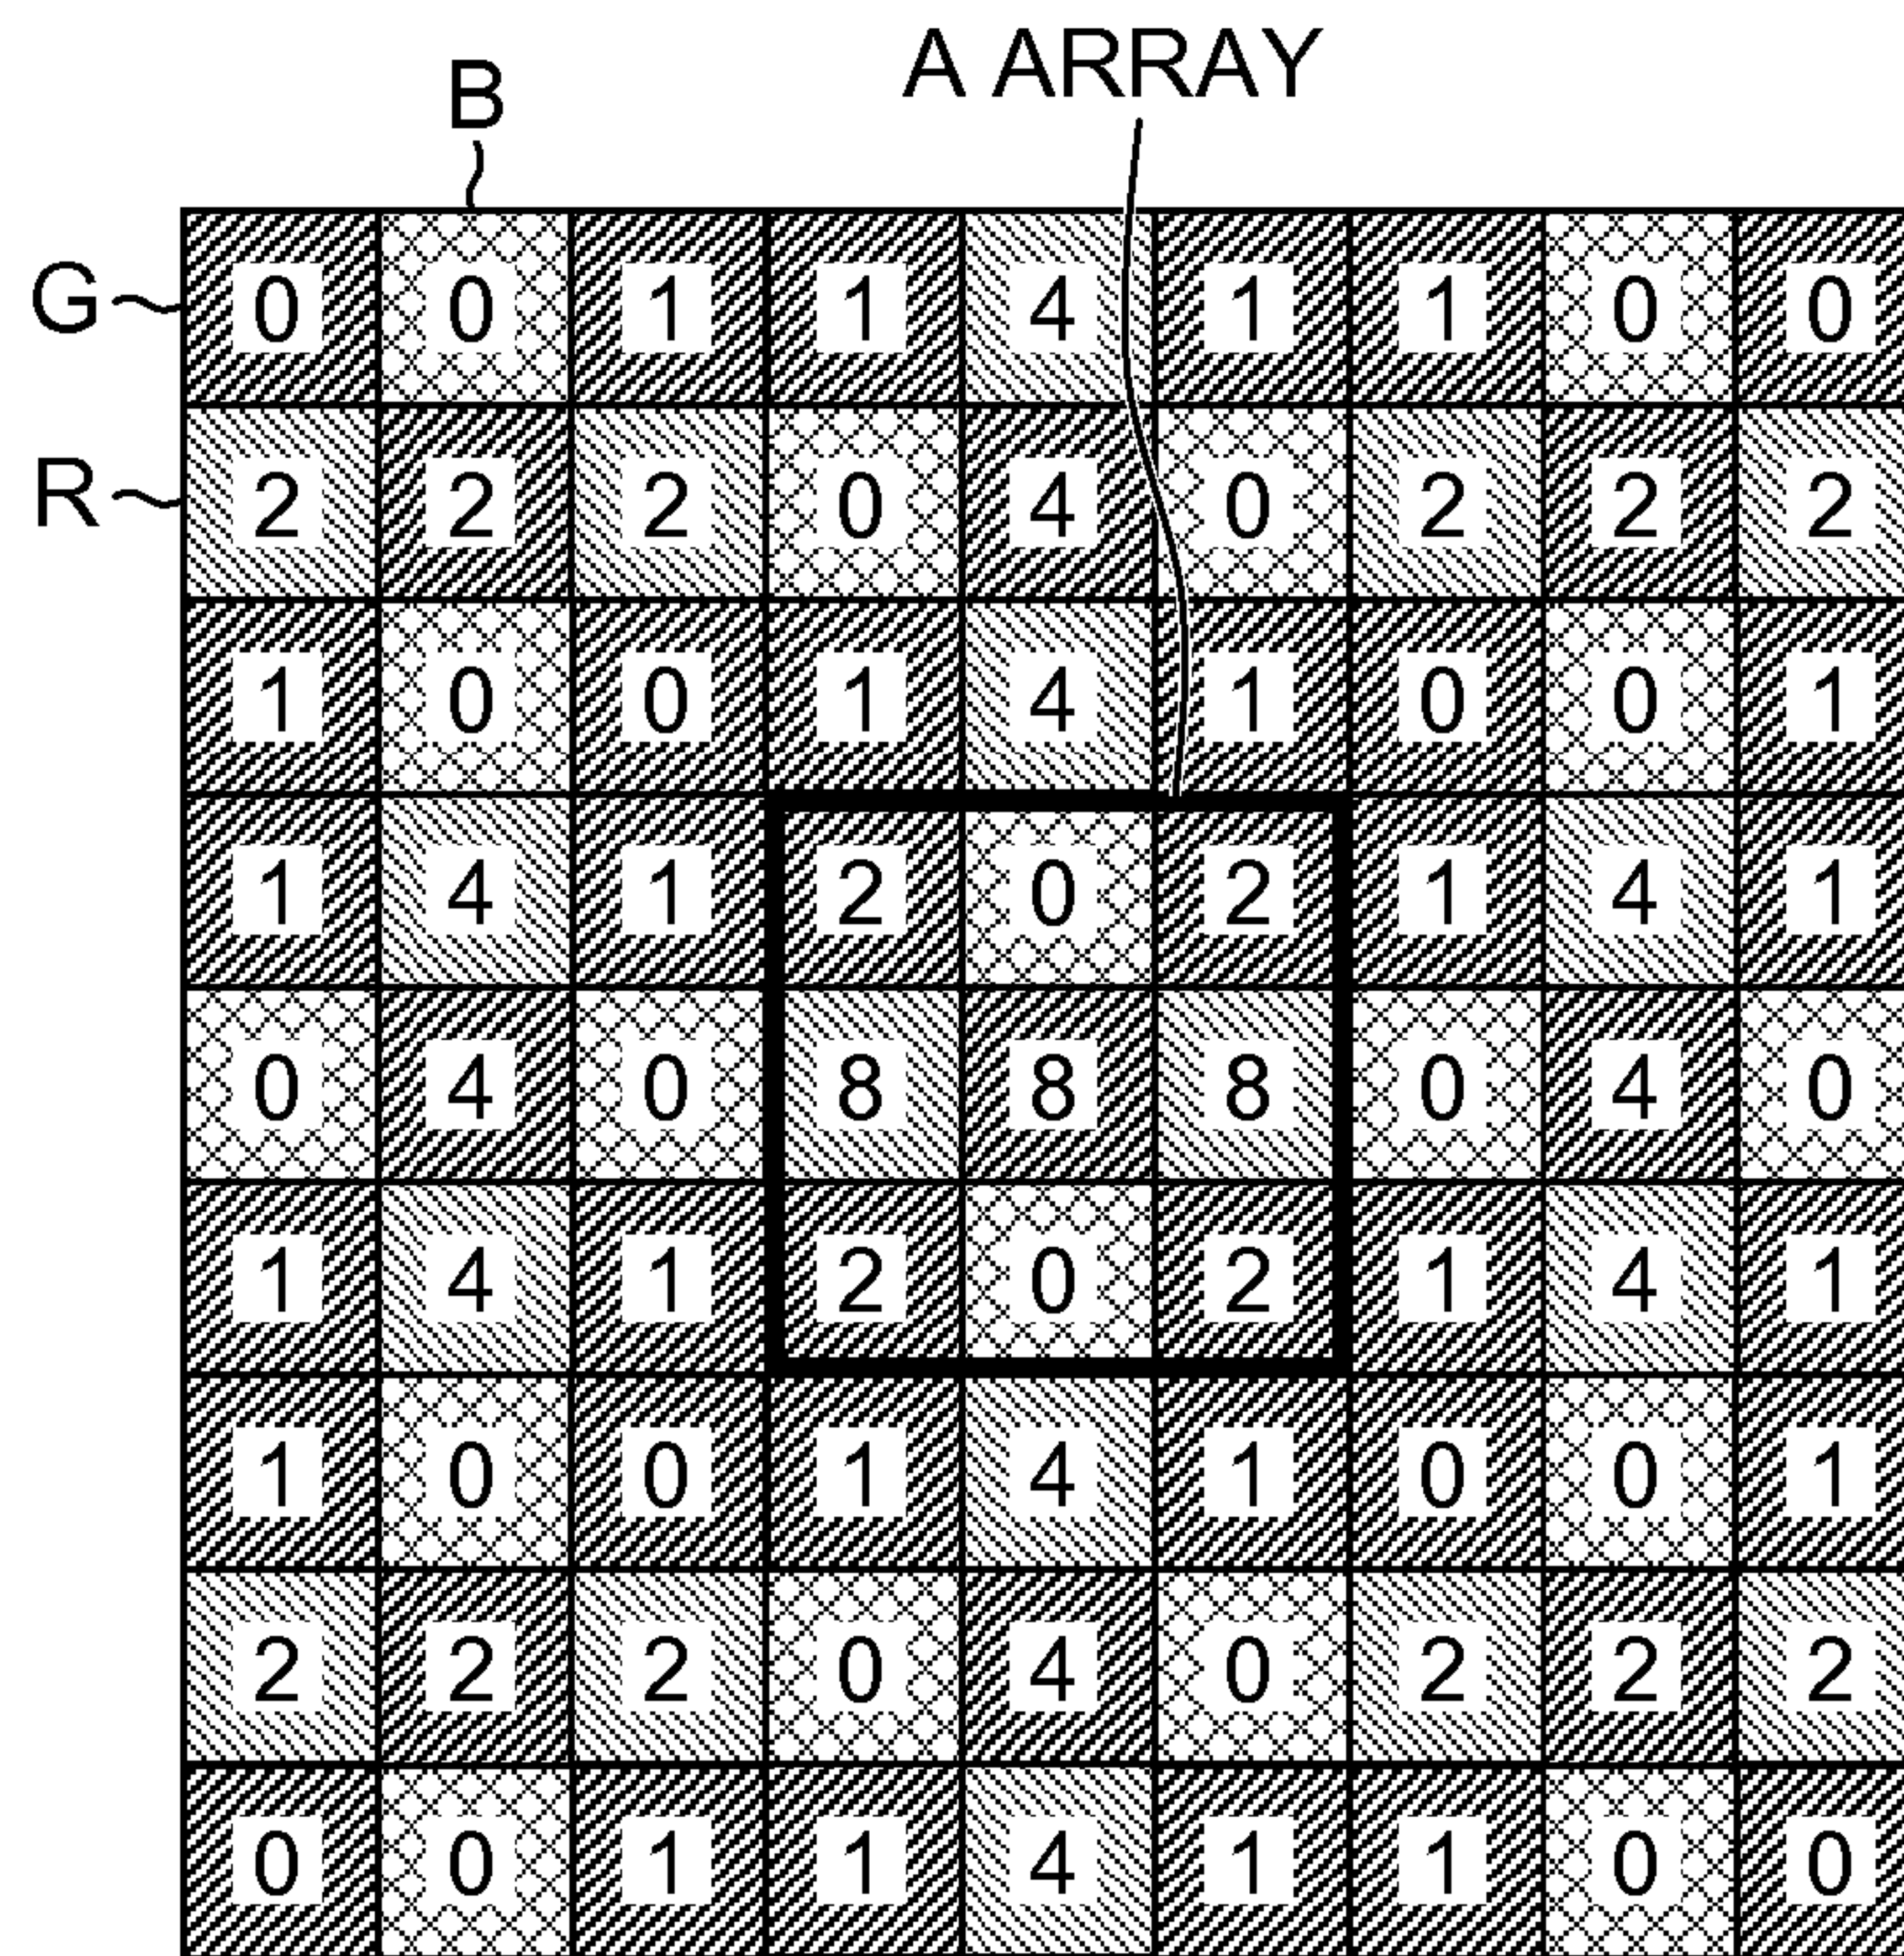 A ARRAY
B
G 0 0 1 1 4 1 1 0 0
R 2 2 2 0 4 0 2 2 2
1 0 0 1 4 1 0 0 1
1 4 1 2 0 2 1 4 1
0 4 0 8 8 8 0 4 0
1 4 1 2 0 2 1 4 1
1 0 0 1 4 1 0 0 1
2 2 2 0 4 0 2 2 2
0 0 1 1 4 1 1 0 0